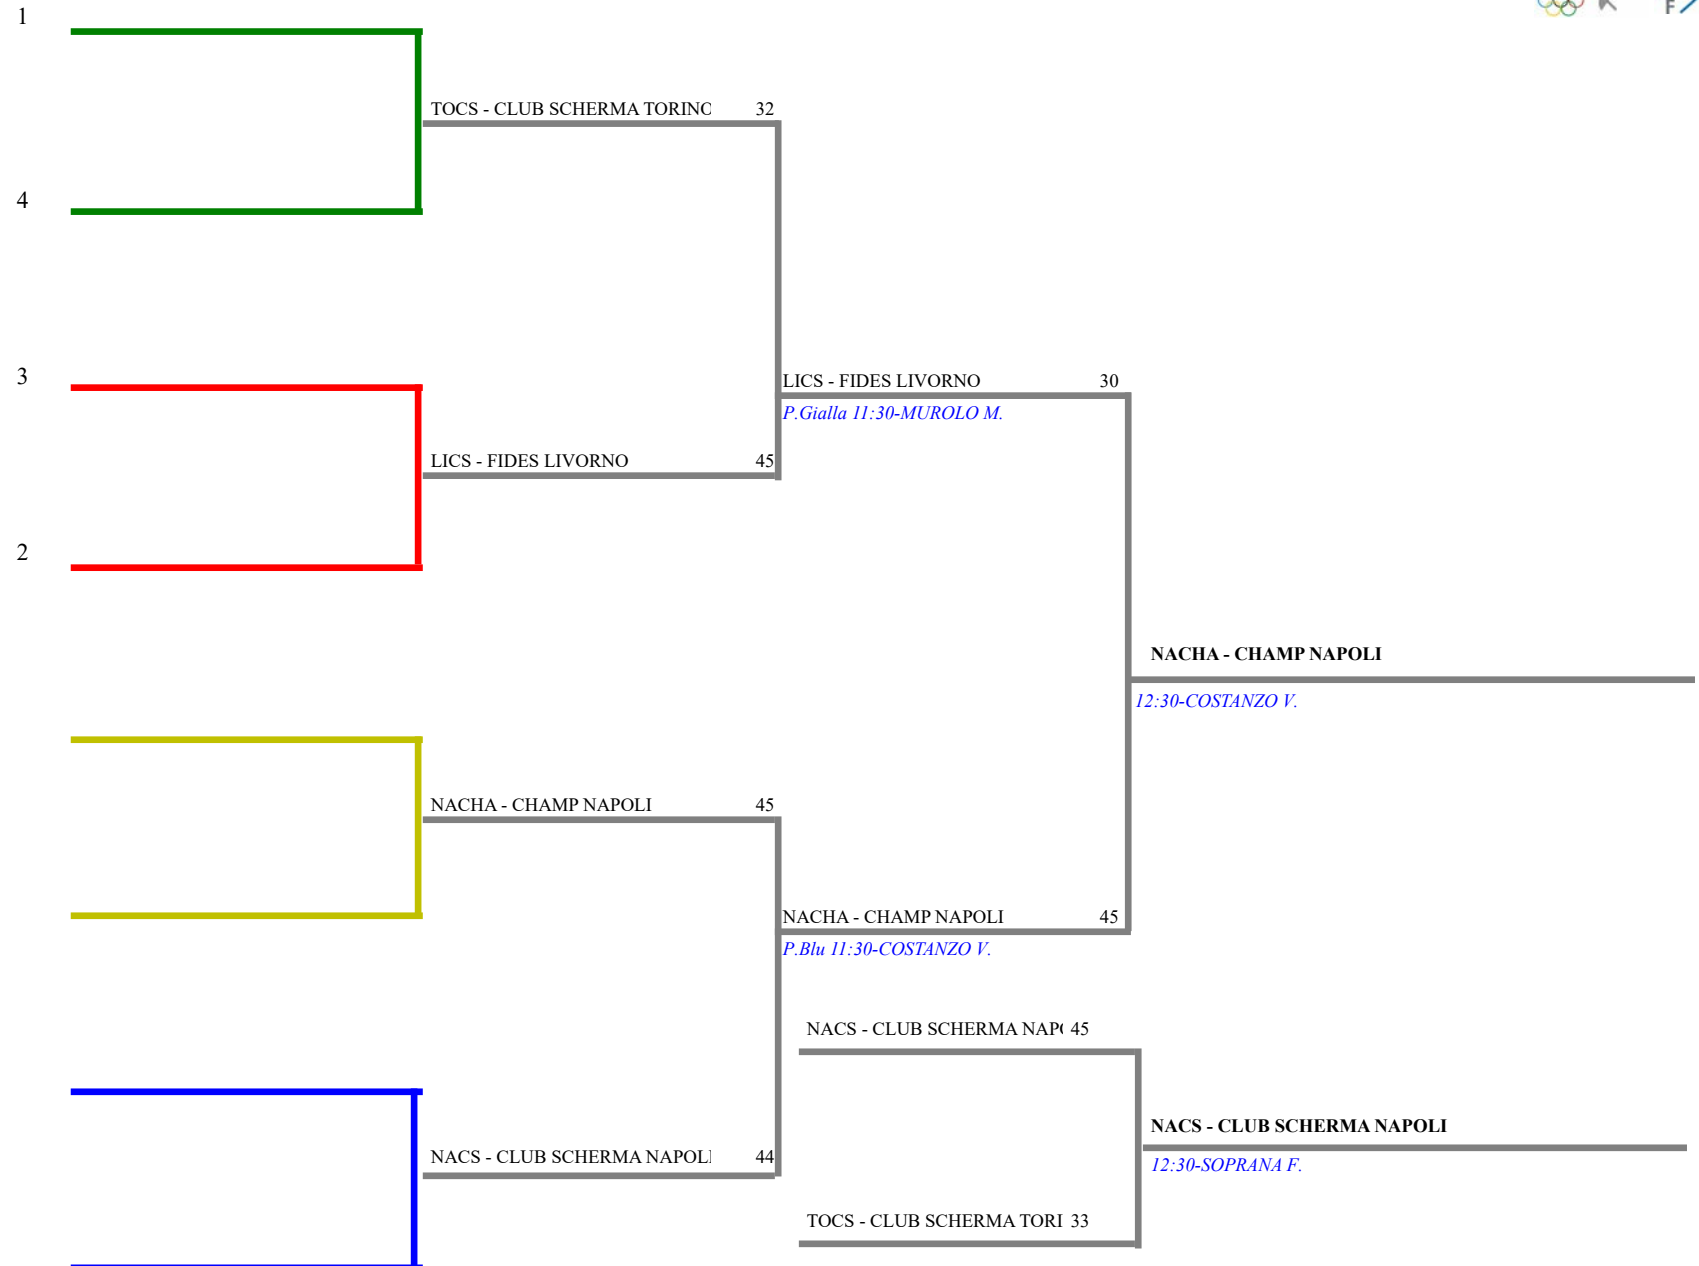 1
TOCS - CLUB SCHERMA TORINO 32
4
3
LICS - FIDES LIVORNO 30
P.Gialla 11:30-MUROLO M.
LICS - FIDES LIVORNO 45
2
NACHA - CHAMP NAPOLI
12:30-COSTANZO V.
NACHA - CHAMP NAPOLI 45
NACHA - CHAMP NAPOLI 45
P.Blu 11:30-COSTANZO V.
NACS - CLUB SCHERMA NAP 45
NACS - CLUB SCHERMA NAPOLI
12:30-SOPRANA F.
NACS - CLUB SCHERMA NAPOLI 44
TOCS - CLUB SCHERMA TORI 33
F